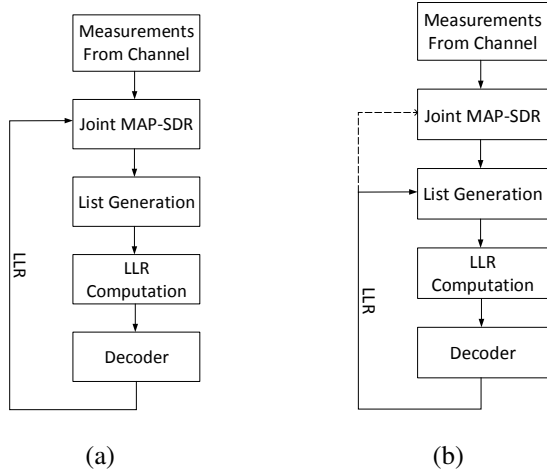 Measurements
From Channel
Joint MAP-SDR
List Generation
LLR
Computation
Decoder
LLR
(a)
Measurements
From Channel
Joint MAP-SDR
List Generation
LLR
Computation
Decoder
LLR
(b)